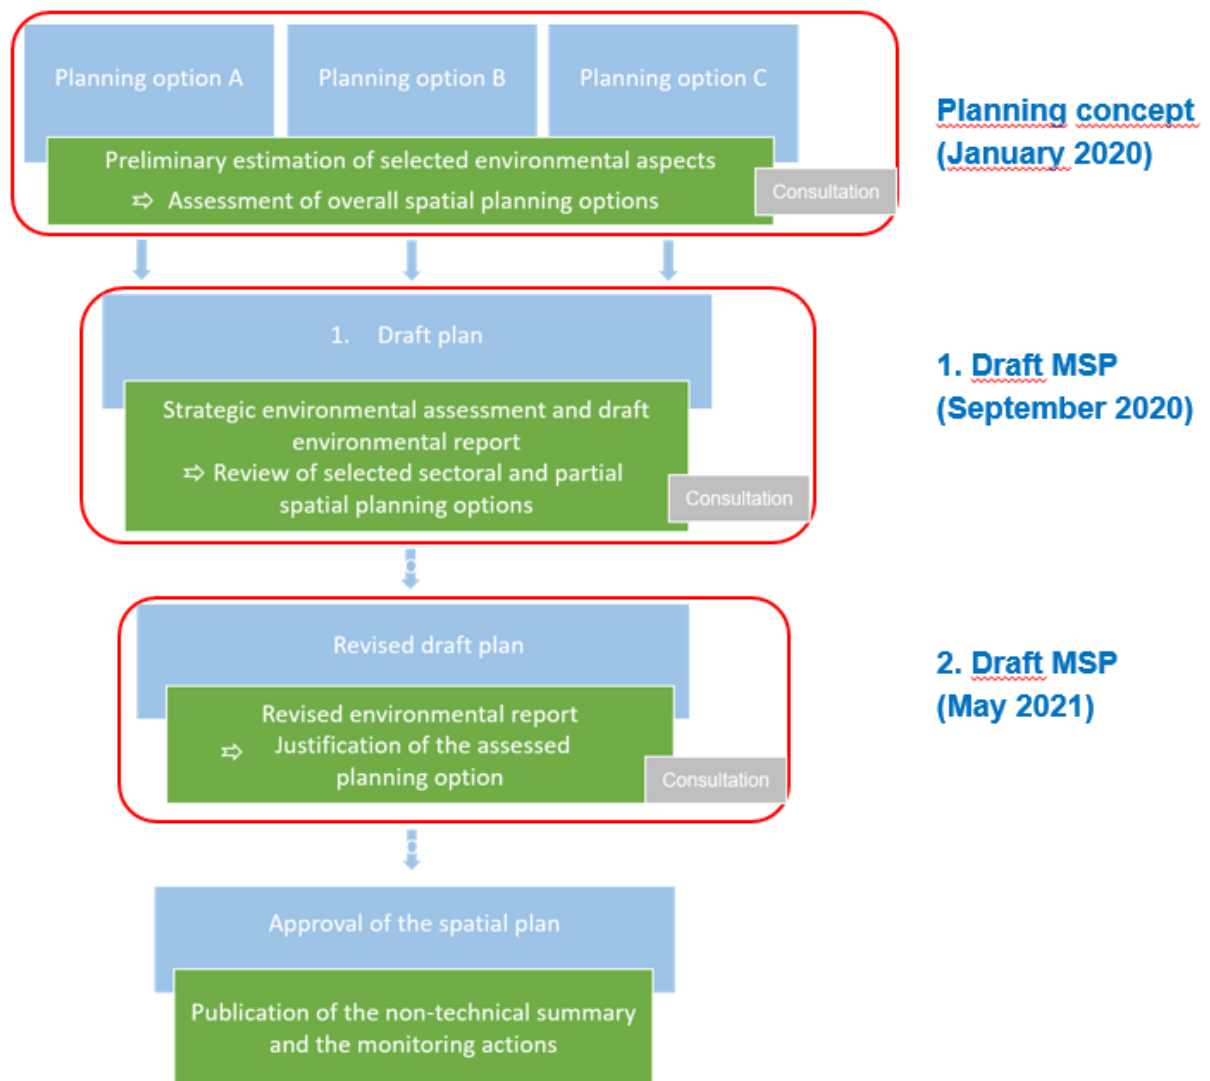 Planning option A
Planning option B
Planning option C
Preliminary estimation of selected environmental aspects
⇨ Assessment of overall spatial planning options
Consultation
Planning concept
(January 2020)
1. Draft plan
Strategic environmental assessment and draft
environmental report
⇨ Review of selected sectoral and partial
spatial planning options
Consultation
1. Draft MSP
(September 2020)
Revised draft plan
Revised environmental report
⇨ Justification of the assessed
planning option
Consultation
2. Draft MSP
(May 2021)
Approval of the spatial plan
Publication of the non-technical summary
and the monitoring actions